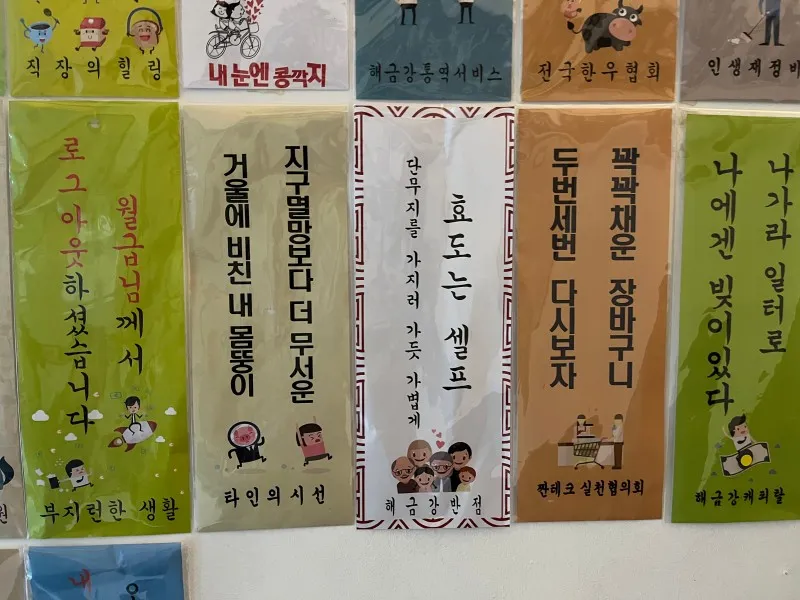 직장의 힐링
내 눈엔 콩깍지
해금강통역서비스
전국한우협회
인생재정비
월급님께서
로그아웃하셨습니다
부지런한 생활
지구멸망보다 더 무서운
거울에 비친 내 몸뚱이
타인의시선
효도는 셀프
단무지를 가지러 가듯 가볍게
해금강반점
꽉꽉채운 장바구니
두번세번 다시보자
짠테크 실천협의회
나가라 일터로
나에겐 빚이있다
해금강캐피탈
원
내